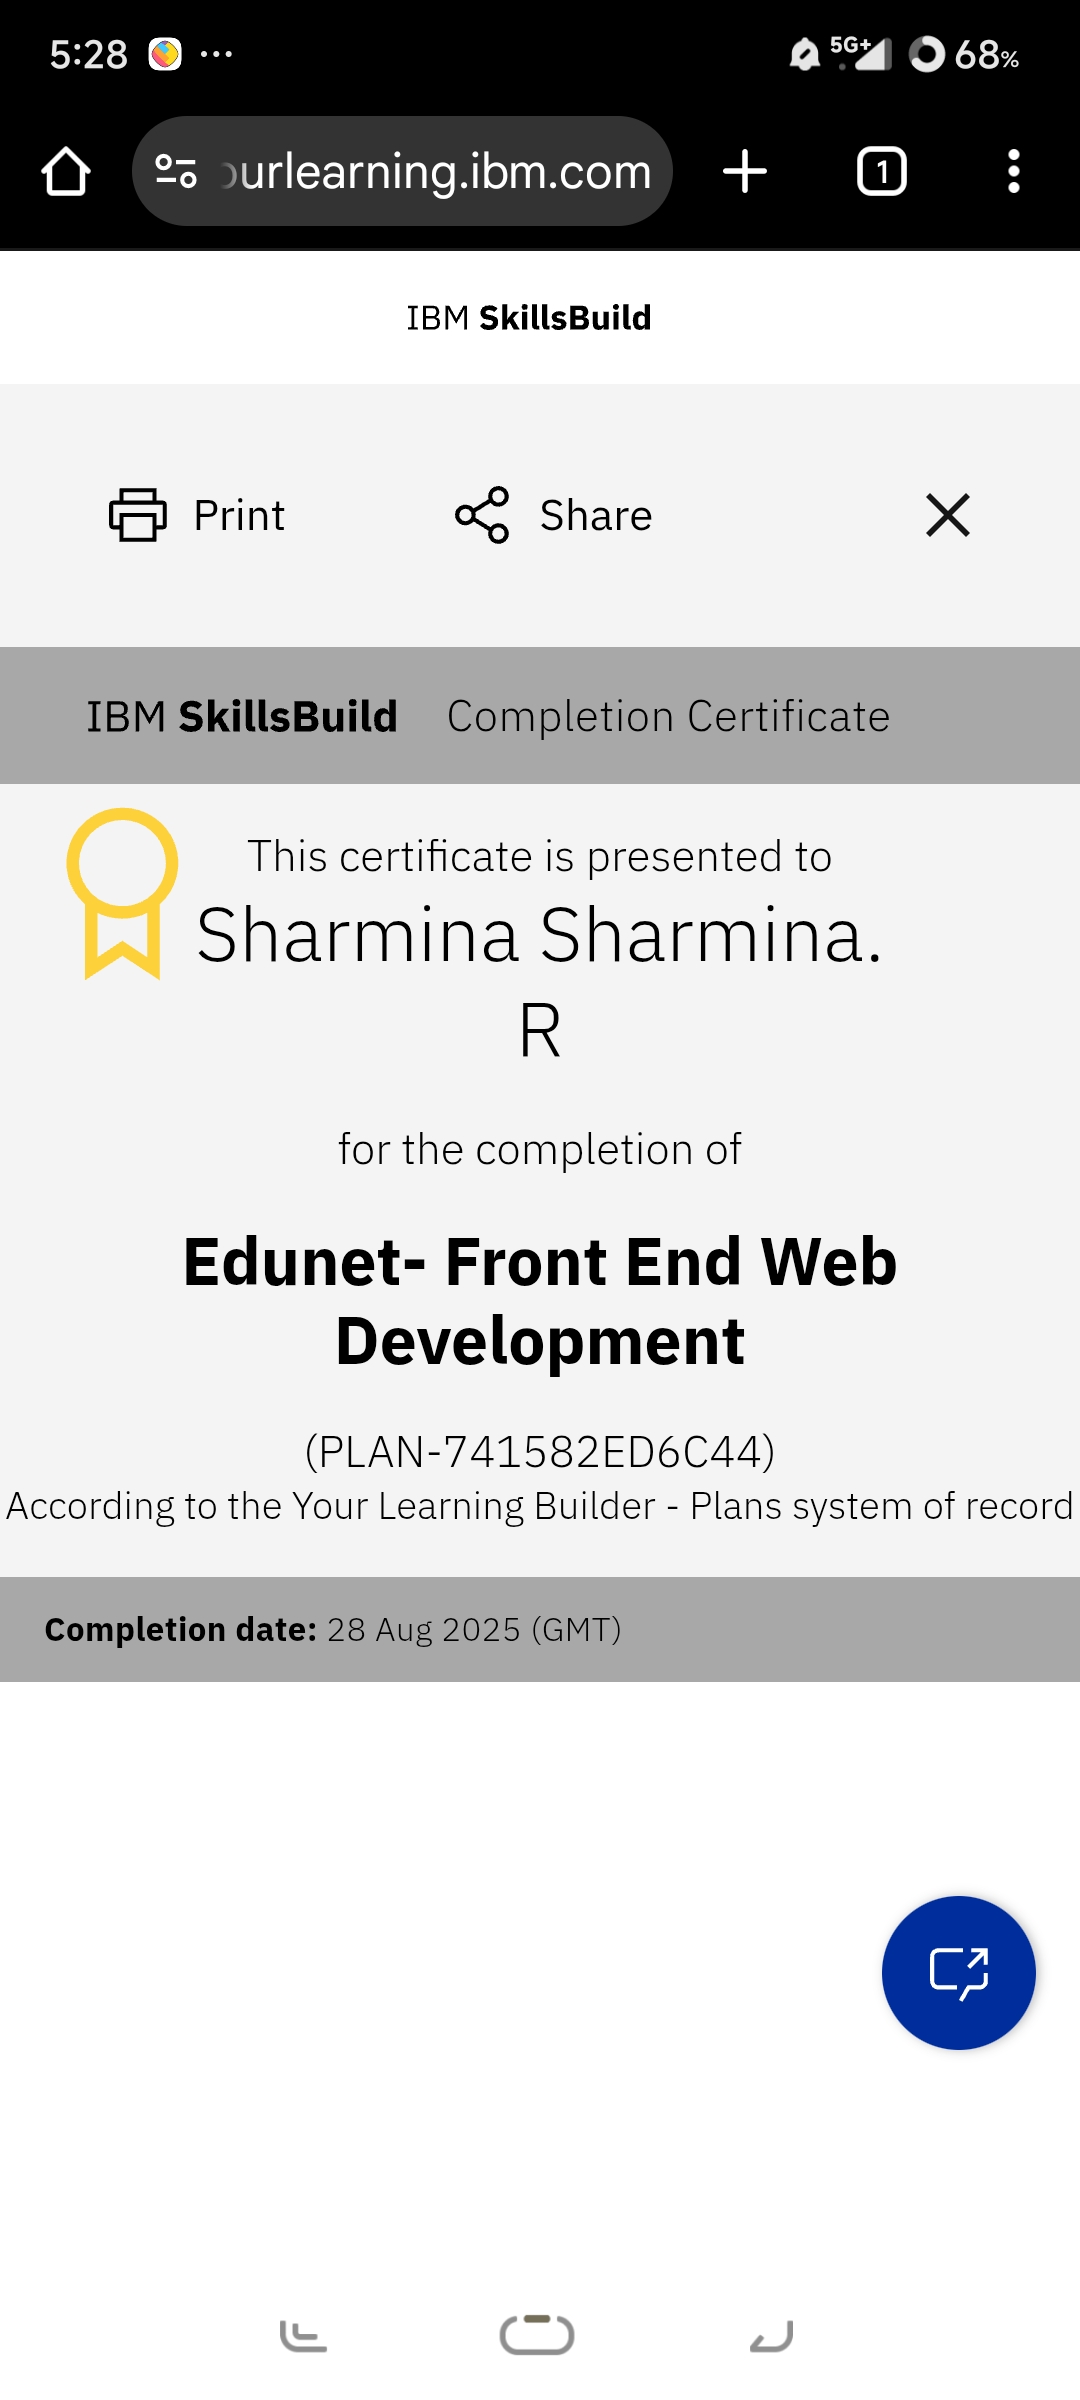 5:28
5G+
68%
urlearning.ibm.com
1
IBM SkillsBuild
Print
Share
IBM SkillsBuild Completion Certificate
This certificate is presented to
Sharmina Sharmina.
R
for the completion of
Edunet- Front End Web
Development
(PLAN-741582ED6C44)
According to the Your Learning Builder - Plans system of record
Completion date: 28 Aug 2025 (GMT)